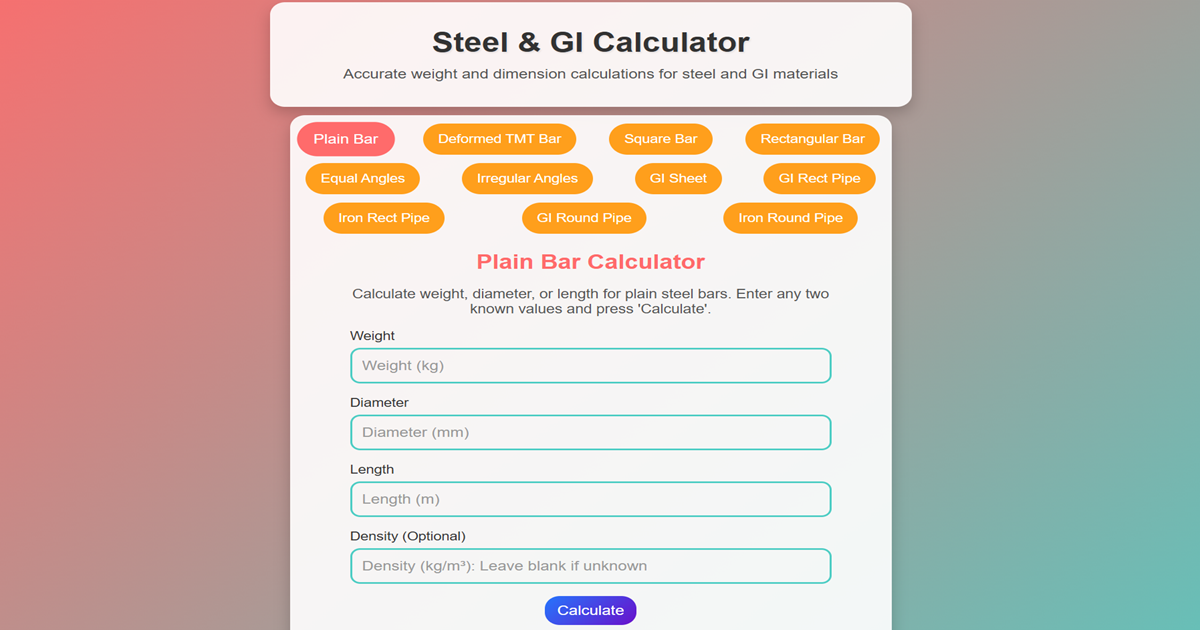 Steel & GI Calculator
Accurate weight and dimension calculations for steel and GI materials
Plain Bar
Deformed TMT Bar
Square Bar
Rectangular Bar
Equal Angles
Irregular Angles
GI Sheet
GI Rect Pipe
Iron Rect Pipe
GI Round Pipe
Iron Round Pipe
Plain Bar Calculator
Calculate weight, diameter, or length for plain steel bars. Enter any two
known values and press 'Calculate'.
Weight
Weight (kg)
Diameter
Diameter (mm)
Length
Length (m)
Density (Optional)
Density (kg/m³): Leave blank if unknown
Calculate